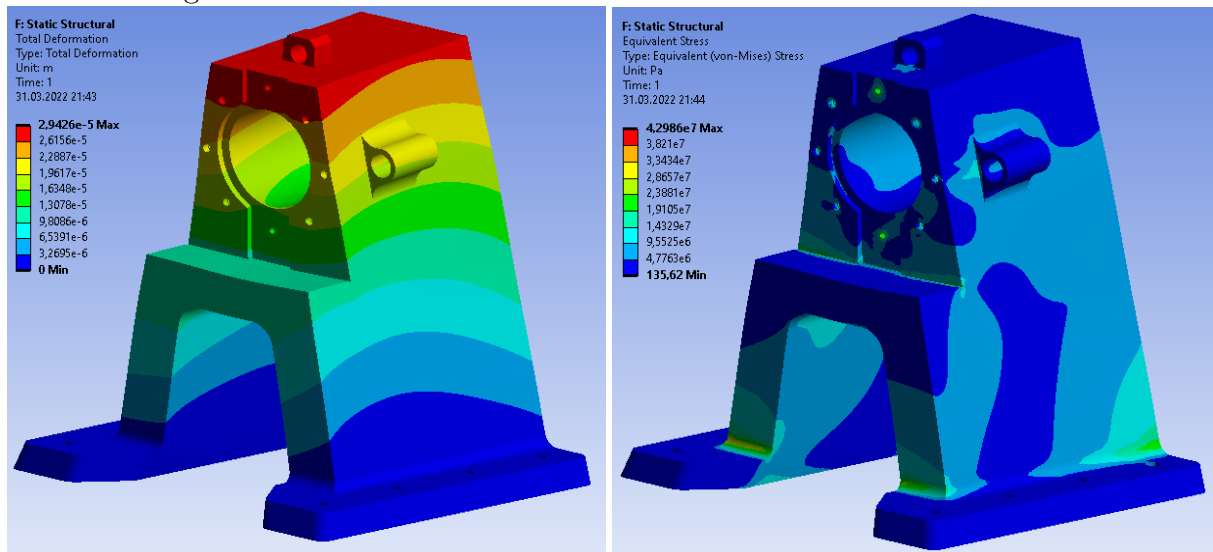 F: Static Structural
Total Deformation
Type: Total Deformation
Unit: m
Time: 1
31.03.2022 21:43
2,9426e-5 Max
2,6156e-5
2,2887e-5
1,9617e-5
1,6348e-5
1,3078e-5
9,8086e-6
6,5391e-6
3,2695e-6
0 Min
F: Static Structural
Equivalent Stress
Type: Equivalent (von-Mises) Stress
Unit: Pa
Time: 1
31.03.2022 21:44
4,2986e7 Max
3,821e7
3,3434e7
2,8657e7
2,3881e7
1,9105e7
1,4329e7
9,5525e6
4,7763e6
135,62 Min